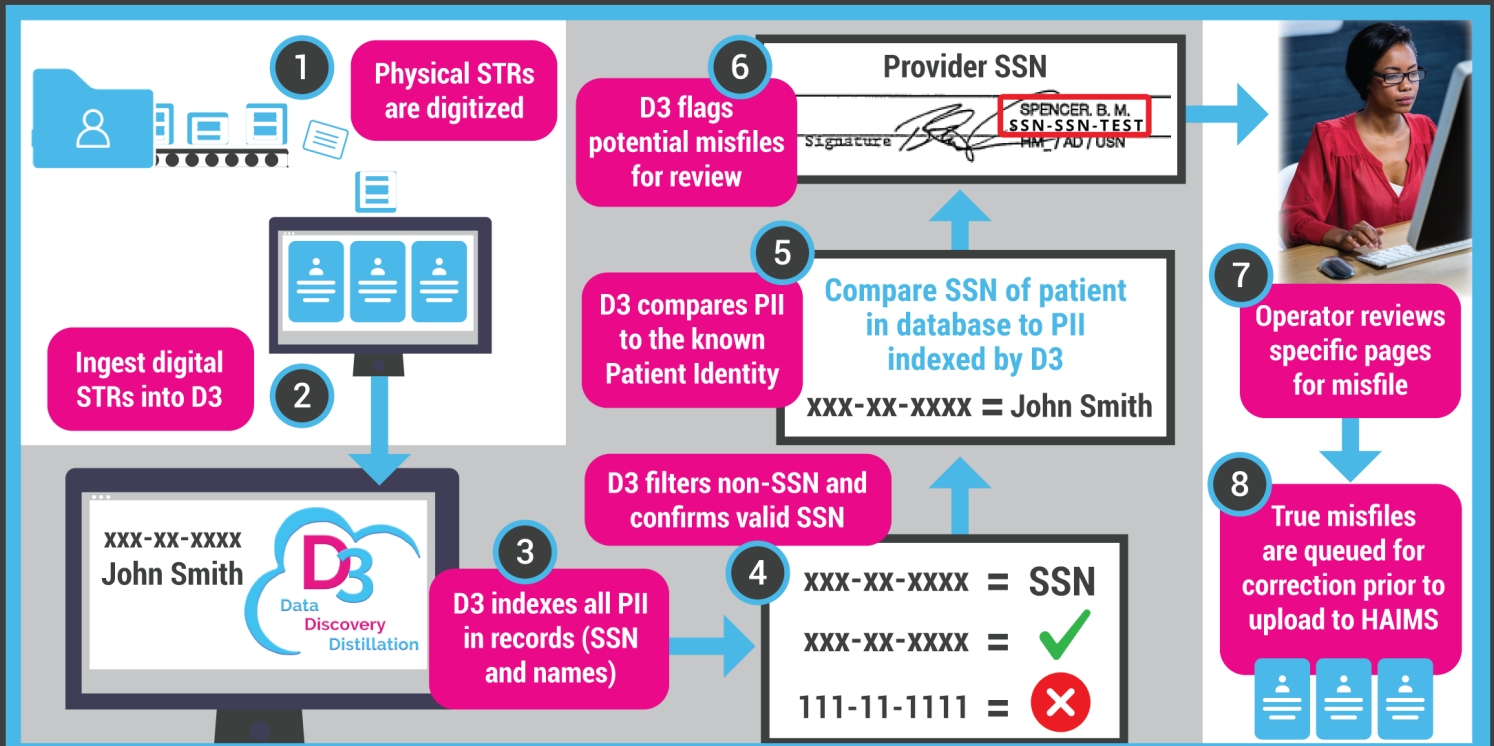 1
Physical STRs
are digitized
Ingest digital
STRs into D3
2
xxx-xx-xxxx
John Smith
D3
Data
Discovery
Distillation
3
D3 indexes all PII
in records (SSN
and names)
D3 filters non-SSN and
confirms valid SSN
4
xxx-xx-xxxx = SSN
xxx-xx-xxxx =
111-11-1111 =
5
D3 compares PII
to the known
Patient Identity
Compare SSN of patient
in database to PII
indexed by D3
xxx-xx-xxxx = John Smith
6
D3 flags
potential misfiles
for review
Provider SSN
SPENCER. B. M.
SSN-SSN-TEST
Signature
HM_/AD/USN
7
Operator reviews
specific pages
for misfile
8
True misfiles
are queued for
correction prior to
upload to HAIMS